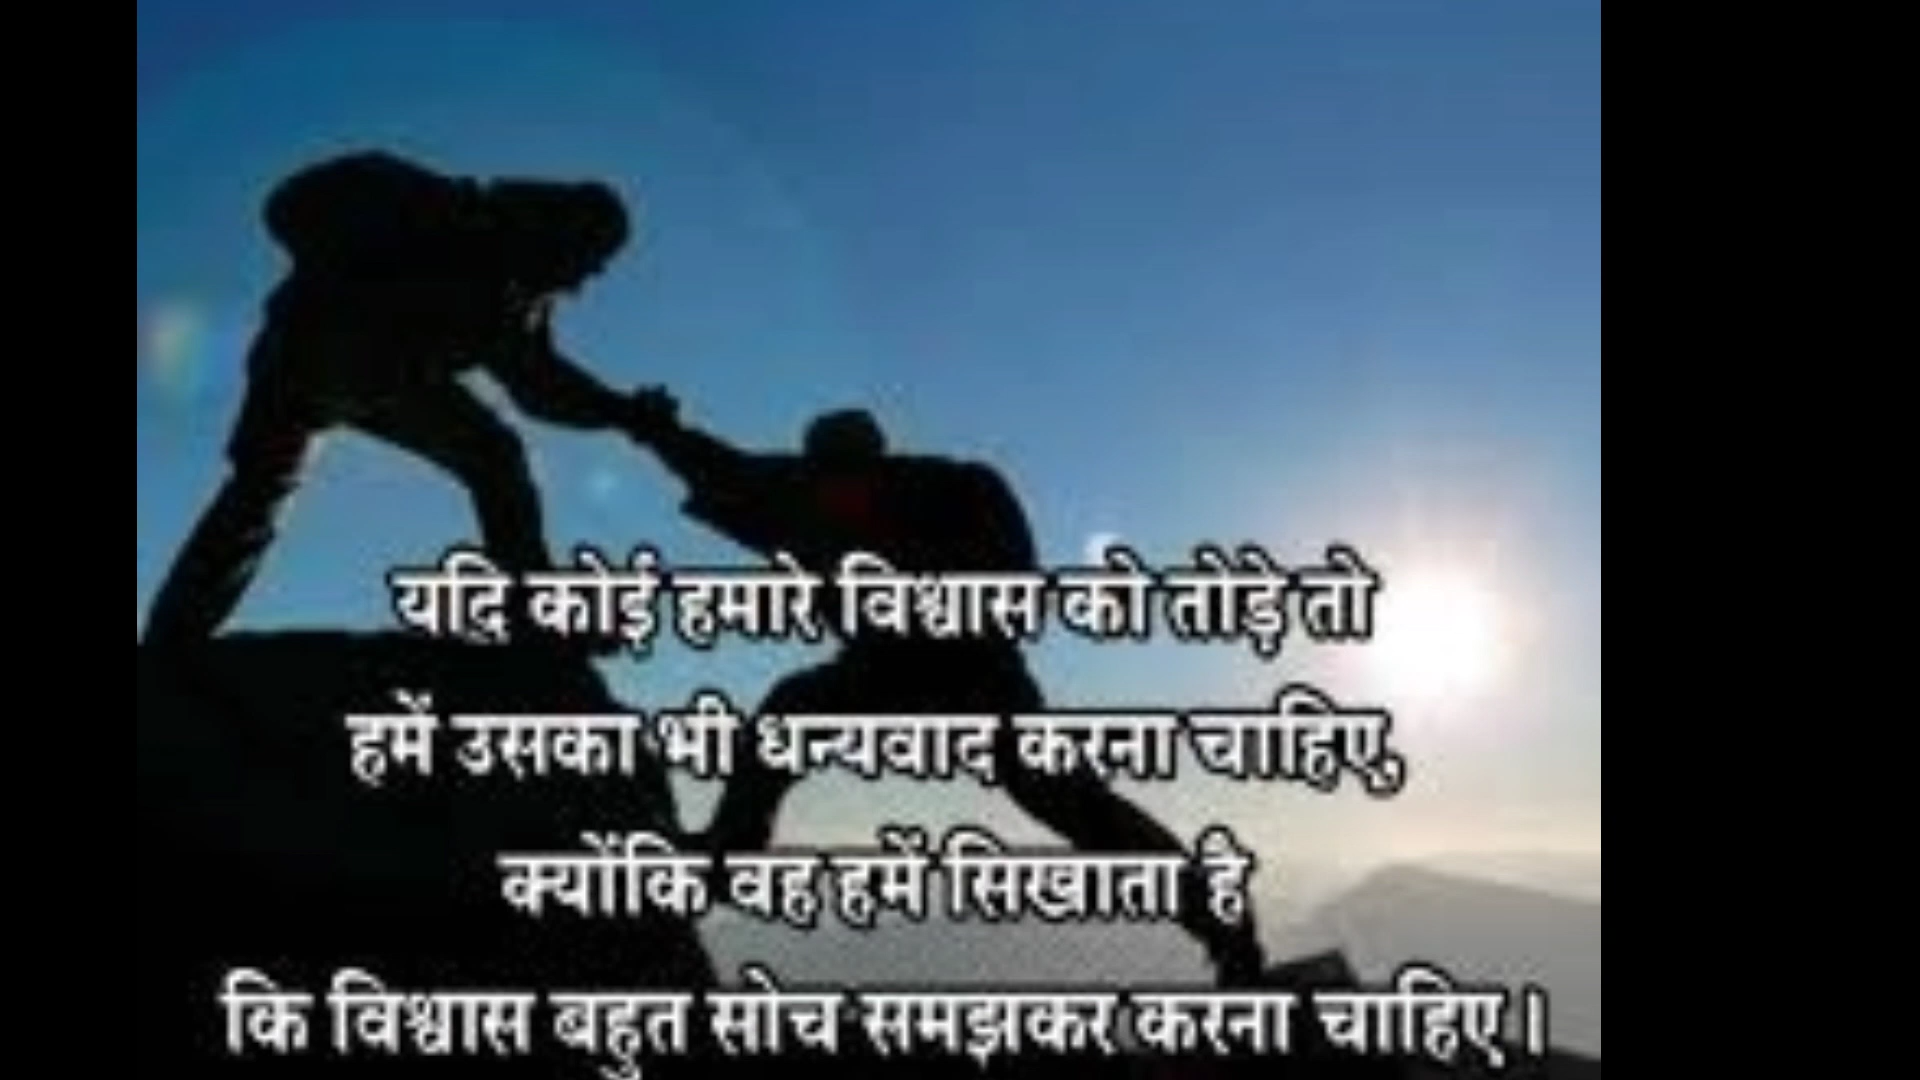 यदि कोई हमारे विश्वास को तोड़े तो
हमें उसका भी धन्यवाद करना चाहिए,
क्योंकि वह हमें सिखाता है
कि विश्वास बहुत सोच समझकर करना चाहिए।